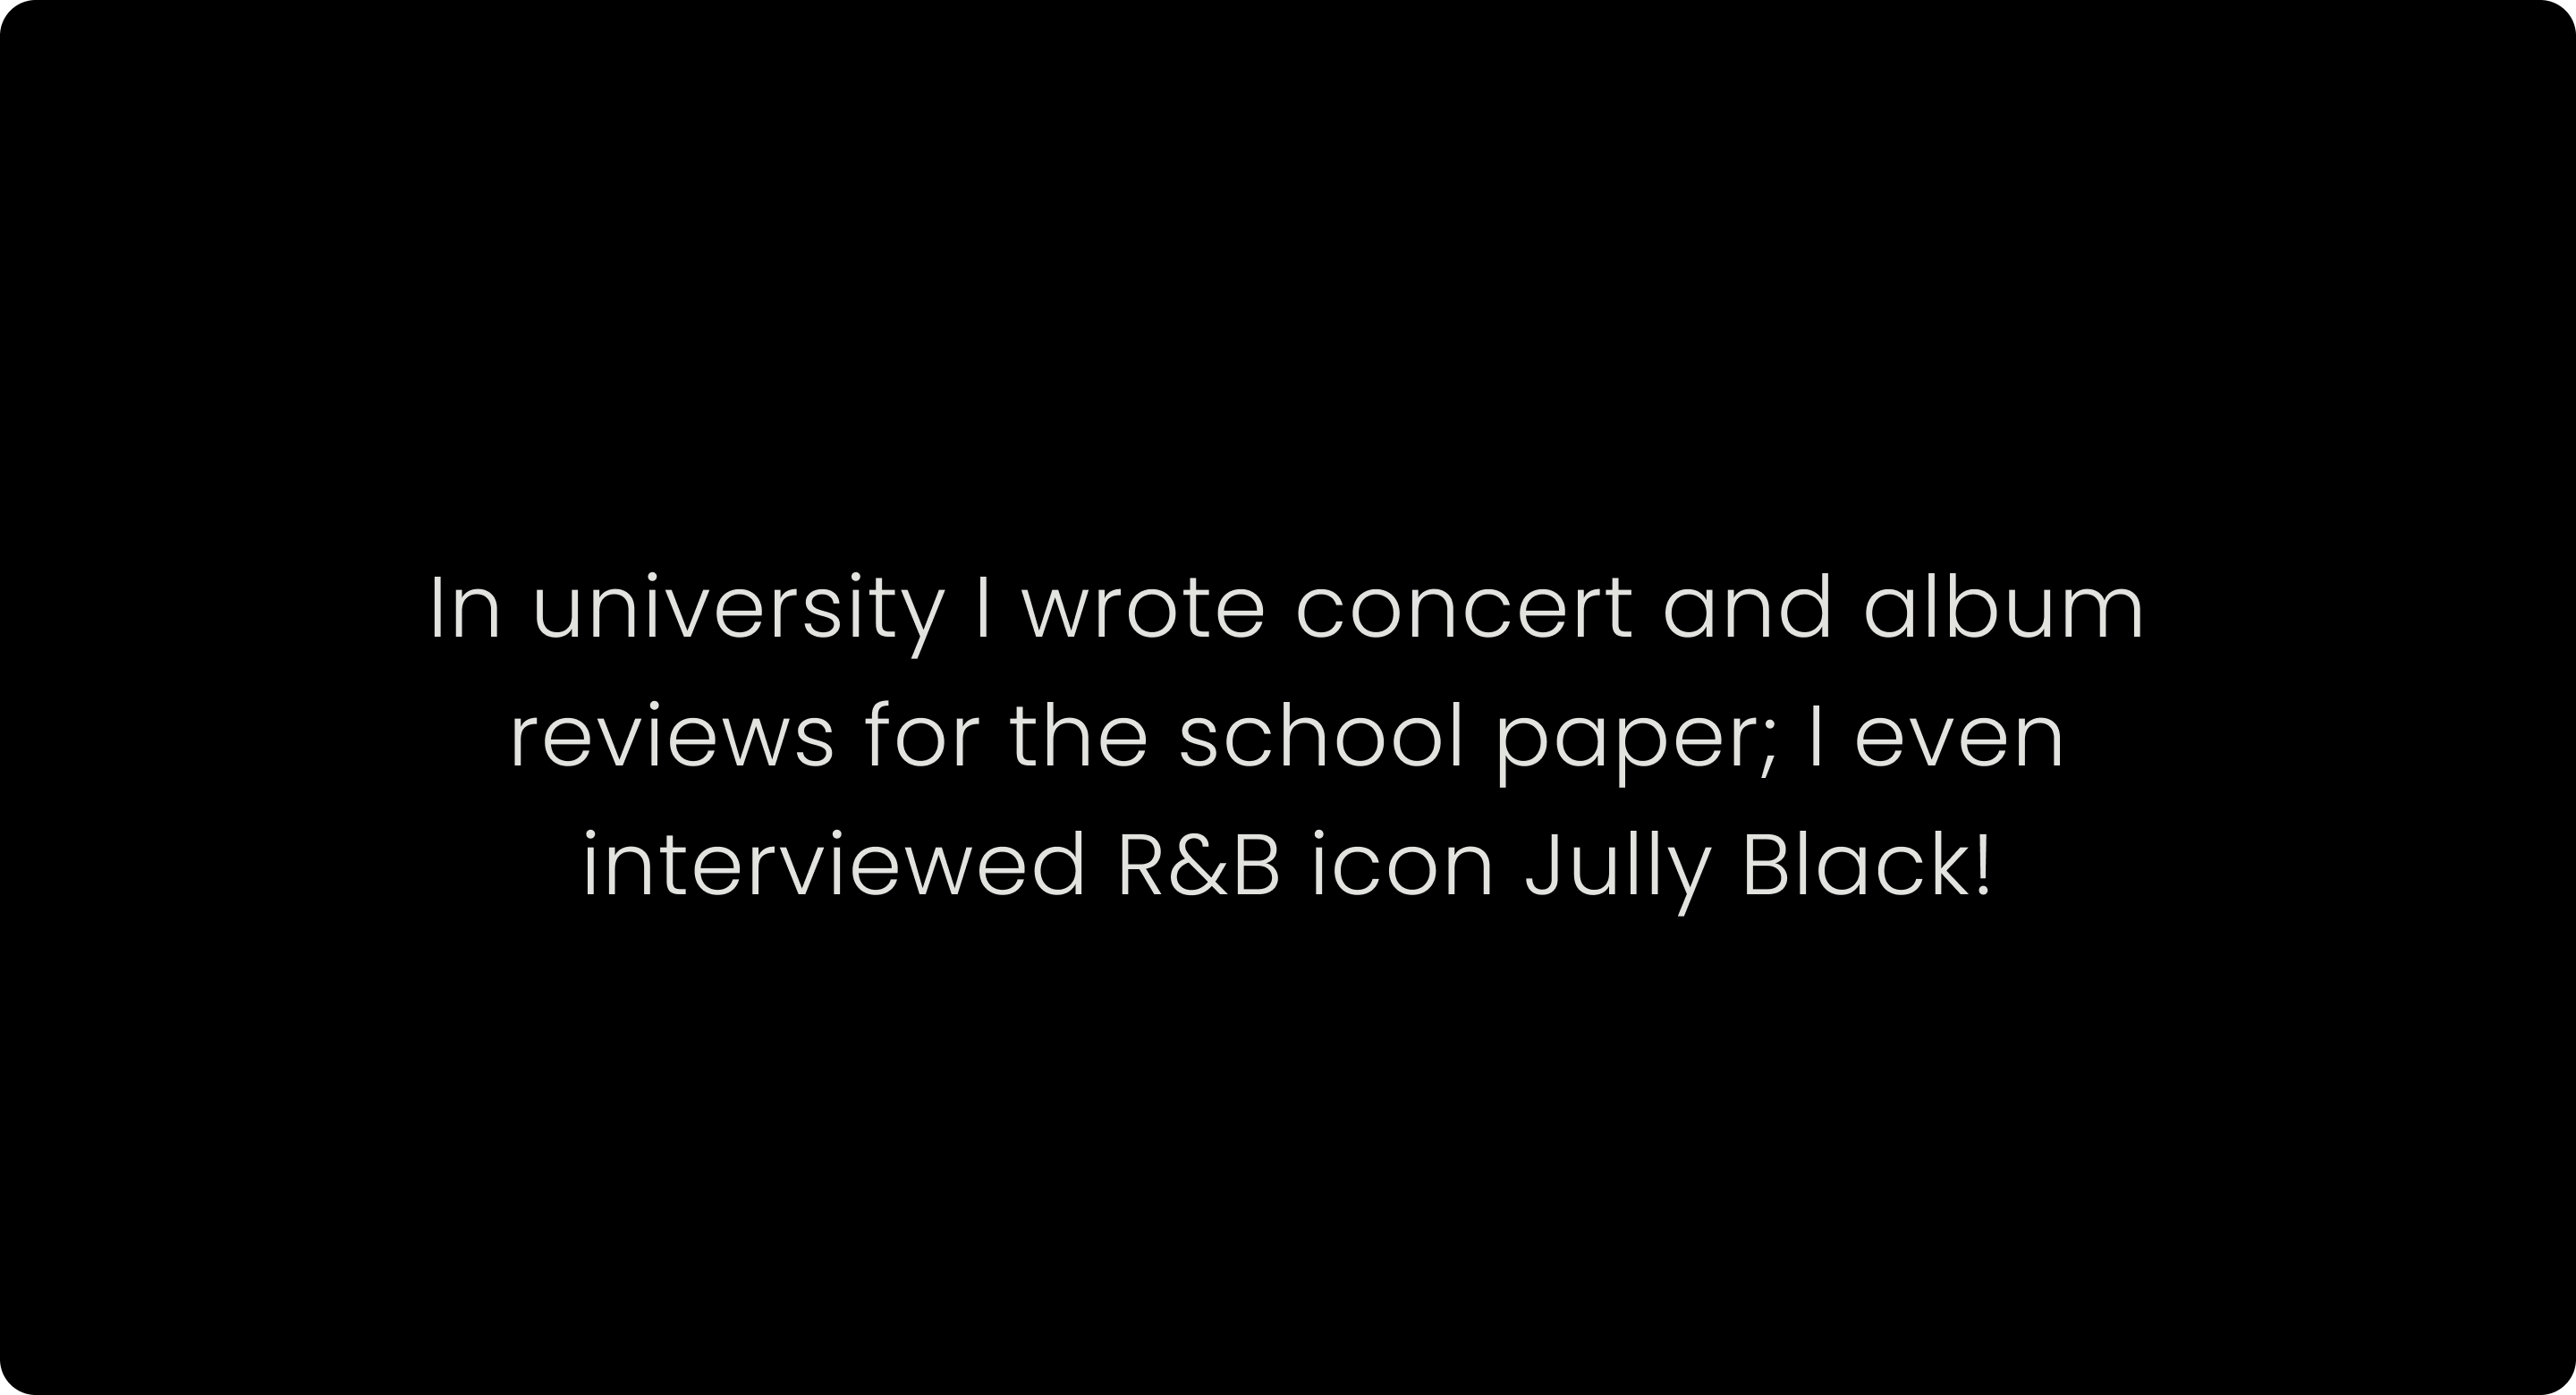 In university I wrote concert and album
reviews for the school paper; I even
interviewed R&B icon Jully Black!